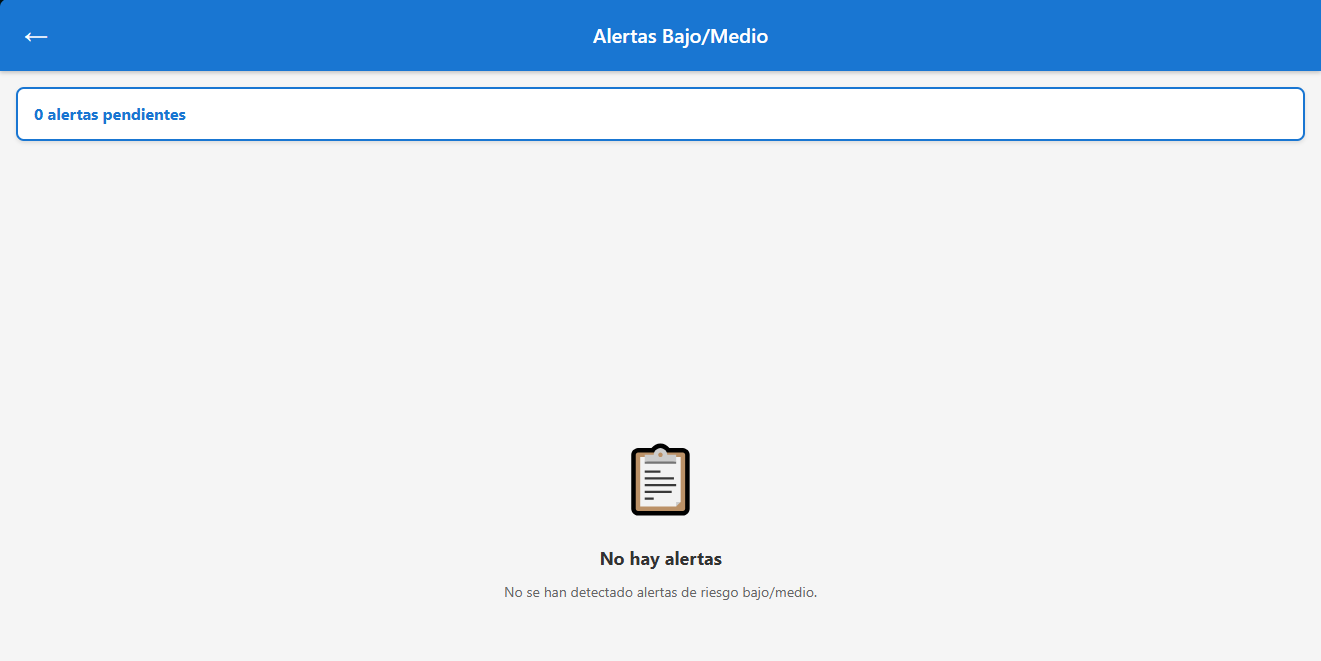 Alertas Bajo/Medio
0 alertas pendientes
No hay alertas
No se han detectado alertas de riesgo bajo/medio.